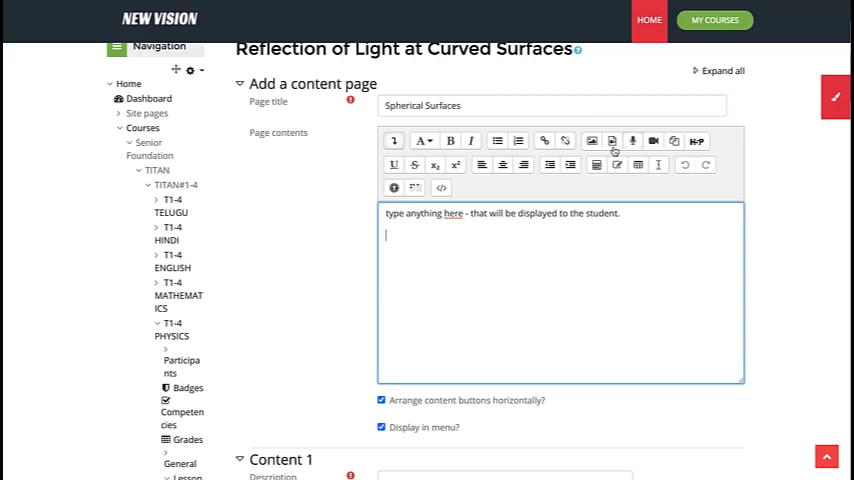 NEW VISION
HOME
MY COURSES
Navigation
Home
Dashboard
Site pages
Courses
Senior
Foundation
TITAN
TITAN#1-4
T1-4
TELUGU
T1-4
HINDI
T1-4
ENGLISH
T1-4
MATHEMAT
ICS
T1-4
PHYSICS
Participa
nts
Badges
Competen
cies
Grades
General
Lesson
Reflection of Light at Curved Surfaces
Expand all
Add a content page
Page title
Spherical Surfaces
Page contents
A
B
I
H-P
U
S
x₂
x²
type anything here - that will be displayed to the student.
Arrange content buttons horizontally?
Display in menu?
Content 1
Description